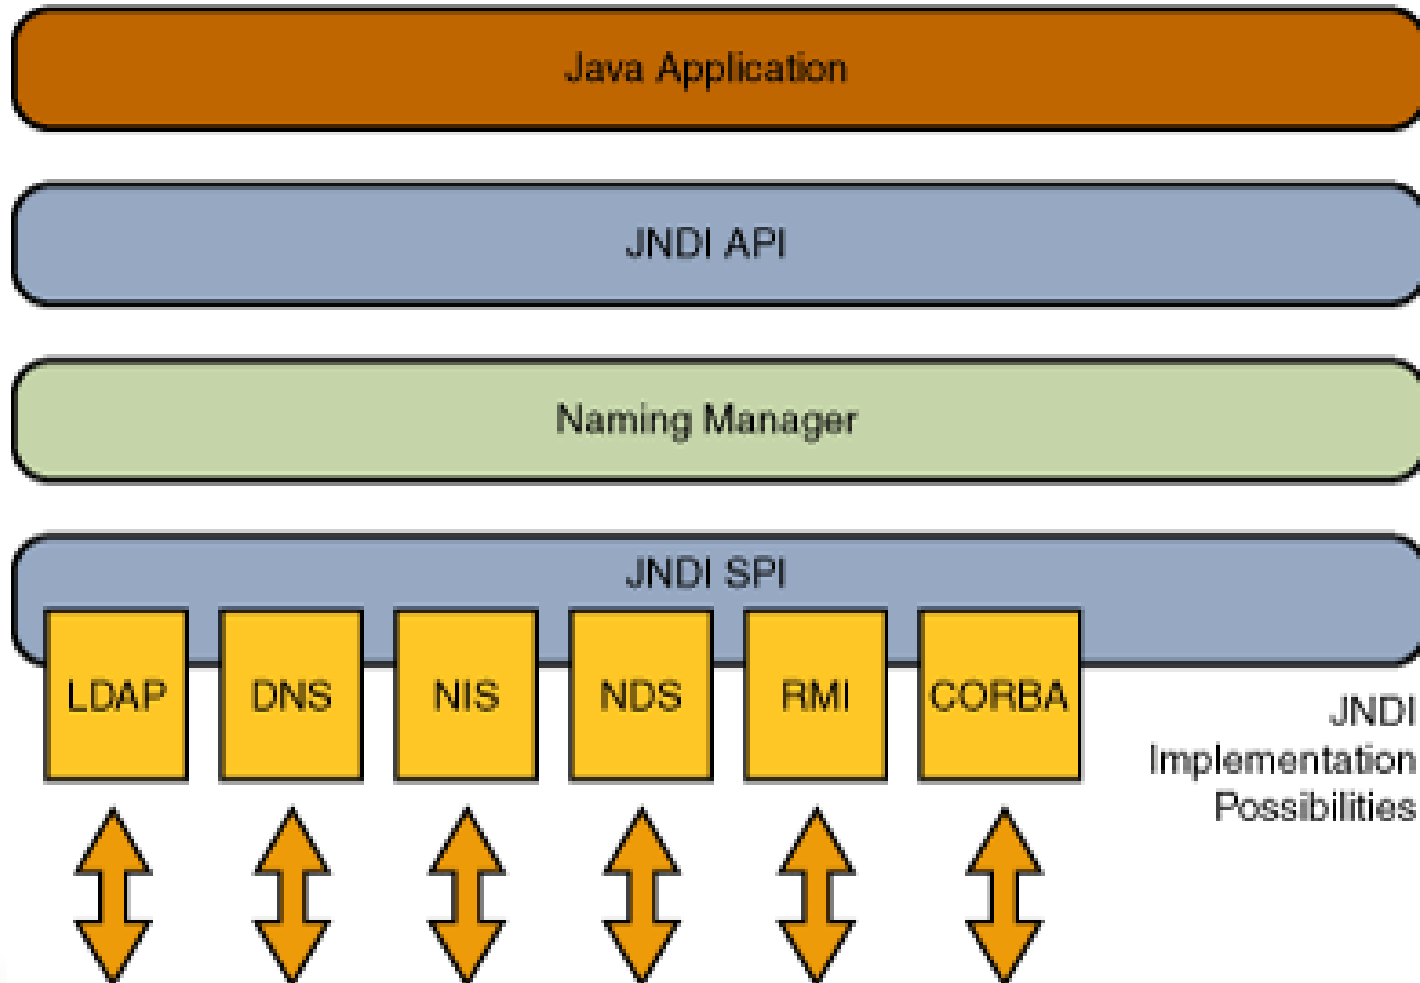 Java Application
JNDI API
Naming Manager
JNDI SPI
LDAP
DNS
NIS
NDS
RMI
CORBA
JNDI
Implementation
Possibilities